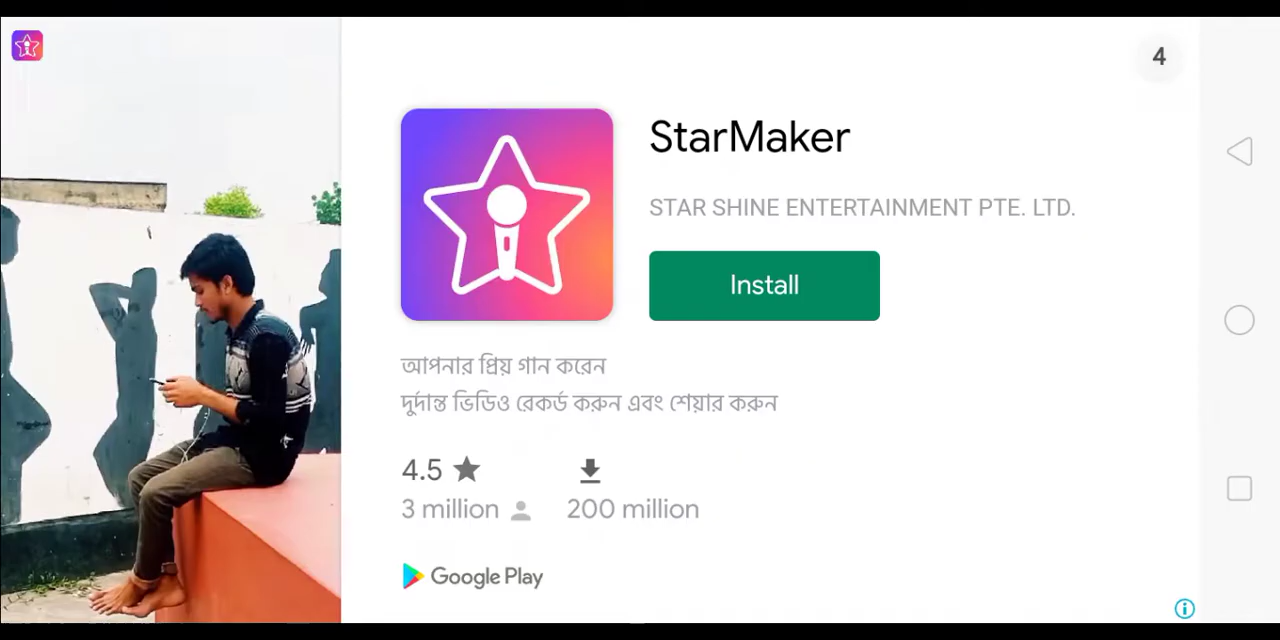 4
StarMaker
STAR SHINE ENTERTAINMENT PTE. LTD.
Install
আপনার প্রিয় গান করেন
দুর্দান্ত ভিডিও রেকর্ড করুন এবং শেয়ার করুন
4.5
3 million
200 million
Google Play